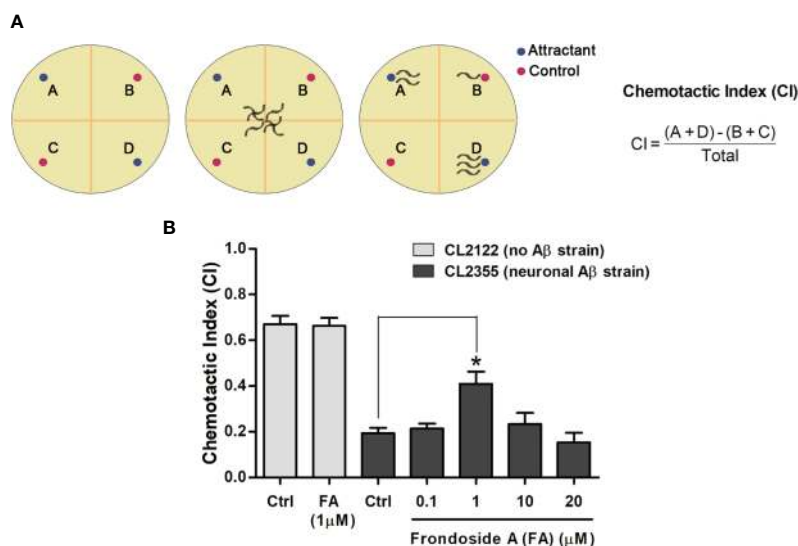 A
Attractant
Control
A B
C D
A B
C D
A B
C D
Chemotactic Index (CI)
CI = (A + D) - (B + C)
Total
B
CL2122 (no Aβ strain)
CL2355 (neuronal Aβ strain)
Chemotactic Index (CI)
1.0
0.8
0.6
0.4
0.2
0.0
*
Ctrl FA Ctrl 0.1 1 10 20
(1μM)
Frondoside A (FA) (μM)